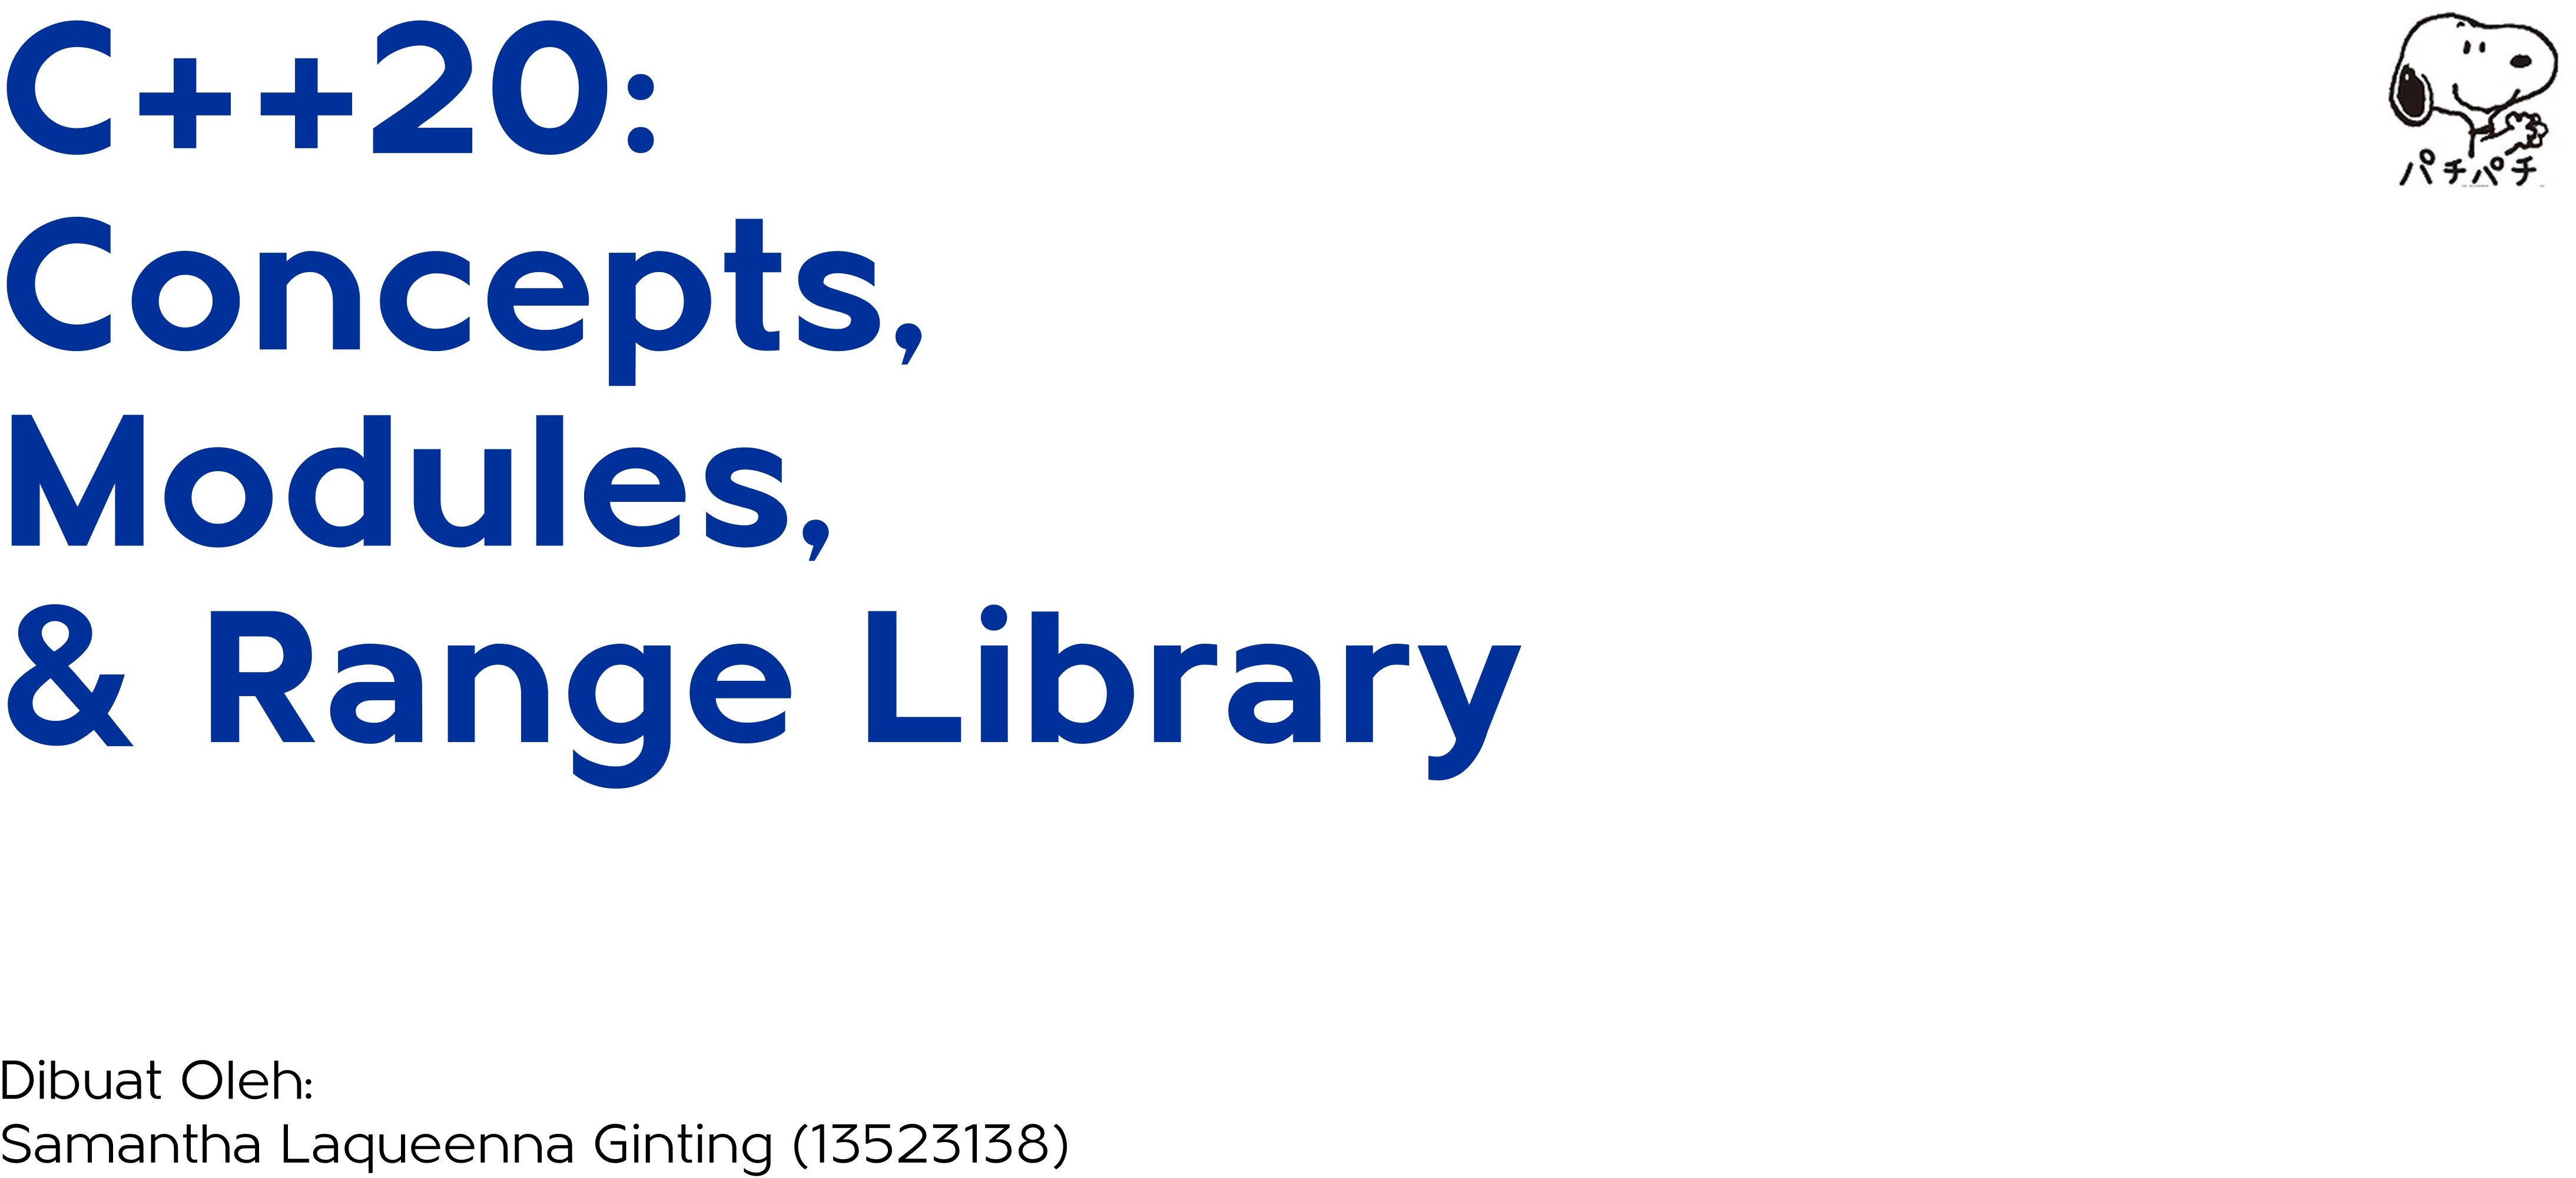 C++20:
Concepts,
Modules,
& Range Library
パチパチ
Dibuat Oleh:
Samantha Laqueenna Ginting (13523138)